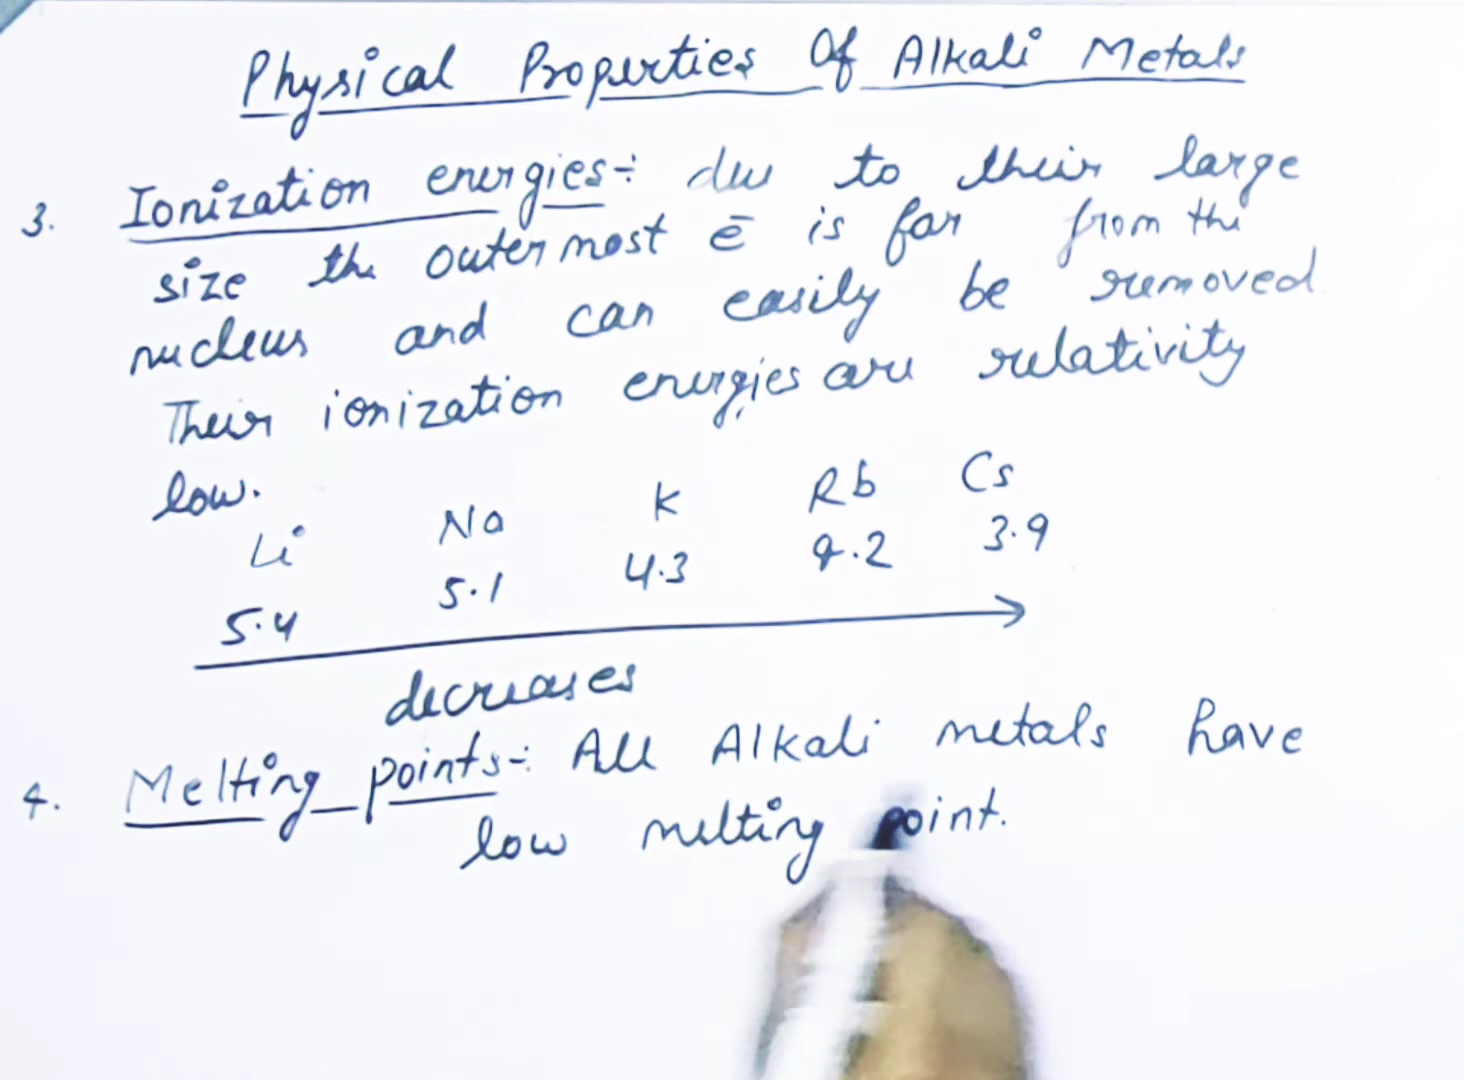 Physical Properties Of Alkali Metals
3. Ionization energies÷ due to their large
size the outermost ē is far from the
nucleus and can easily be removed
Their ionization energies are relativity
low.
Li Na K Rb Cs
5.4 5.1 4.3 4.2 3.9
decreases
4. Melting points÷ All Alkali metals have
low melting point.